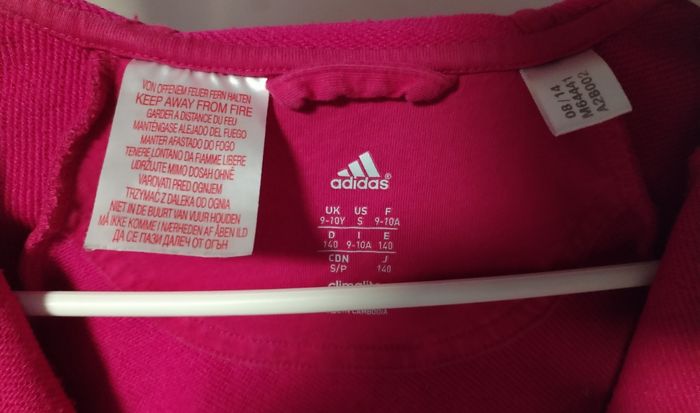 VON OFFENEM FEUER FERN HALTEN
KEEP AWAY FROM FIRE
GARDER A DISTANCE DU FEU
MANTÉNGASE ALEJADO DEL FUEGO
MANTER AFASTADO DO FOGO
TENERE LONTANO DA FIAMME LIBERE
UDRŽUJTE MIMO DOSAH OHNĚ
VAROVATI PRED OGNJEM
TRZYMAĆ Z DALEKA OD OGNIA
NIET IN DE BUURT VAN VUUR HOUDEN
MÅ IKKE KOMME I NÆRHEDEN AF ÅBEN ILD
ДА СЕ ПАЗИ ДАЛЕЧ ОТ ОГЪН
adidas®
UK US F
9-10Y S 9-10A
D I E
140 9-10A 140
CDN J
S/P 140
CAMBODIA
08/14
M64441
A2B002